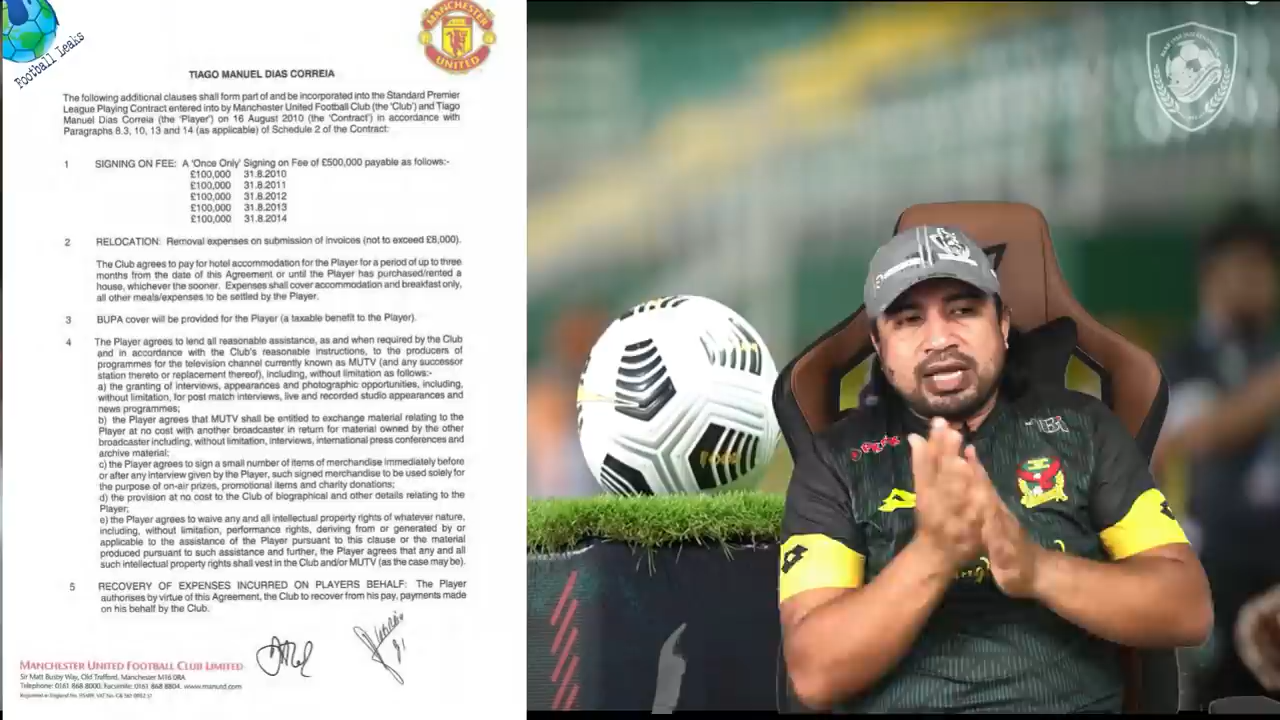 Football Leaks
MANCHESTER
UNITED
TIAGO MANUEL DIAS CORREIA
The following additional clauses shall form part of and be incorporated into the Standard Premier
League Playing Contract entered into by Manchester United Football Club (the 'Club') and Tiago
Manuel Dias Correia (the 'Player') on 16 August 2010 (the 'Contract') in accordance with
Paragraphs 8.3, 10, 13 and 14 (as applicable) of Schedule 2 of the Contract:
1 SIGNING ON FEE: A 'Once Only' Signing on Fee of £500,000 payable as follows:-
£100,000 31.8.2010
£100,000 31.8.2011
£100,000 31.8.2012
£100,000 31.8.2013
£100,000 31.8.2014
2 RELOCATION: Removal expenses on submission of invoices (not to exceed £8,000).
The Club agrees to pay for hotel accommodation for the Player for a period of up to three
months from the date of this Agreement or until the Player has purchased/rented a
house, whichever the sooner. Expenses shall cover accommodation and breakfast only,
all other meals/expenses to be settled by the Player.
3 BUPA cover will be provided for the Player (a taxable benefit to the Player).
4 The Player agrees to lend all reasonable assistance, as and when required by the Club
and in accordance with the Club's reasonable instructions, to the producers of
programmes for the television channel currently known as MUTV (and any successor
station thereto or replacement thereof), including, without limitation as follows:-
a) the granting of interviews, appearances and photographic opportunities, including,
without limitation, for post match interviews, live and recorded studio appearances and
news programmes;
b) the Player agrees that MUTV shall be entitled to exchange material relating to the
Player at no cost with another broadcaster in return for material owned by the other
broadcaster including, without limitation, interviews, international press conferences and
archive material;
c) the Player agrees to sign a small number of items of merchandise immediately before
or after any interview given by the Player, such signed merchandise to be used solely for
the purpose of on-air prizes, promotional items and charity donations;
d) the provision at no cost to the Club of biographical and other details relating to the
Player;
e) the Player agrees to waive any and all intellectual property rights of whatever nature,
including, without limitation, performance rights, deriving from or generated by or
applicable to the assistance of the Player pursuant to this clause or the material
produced pursuant to such assistance and further, the Player agrees that any and all
such intellectual property rights shall vest in the Club and/or MUTV (as the case may be).
5 RECOVERY OF EXPENSES INCURRED ON PLAYERS BEHALF: The Player
authorises by virtue of this Agreement, the Club to recover from his pay, payments made
on his behalf by the Club.
MANCHESTER UNITED FOOTBALL CLUB LIMITED
Sir Matt Busby Way, Old Trafford, Manchester M16 0RA
Telephone: 0161 868 8000. Facsimile: 0161 868 8804. www.manutd.com